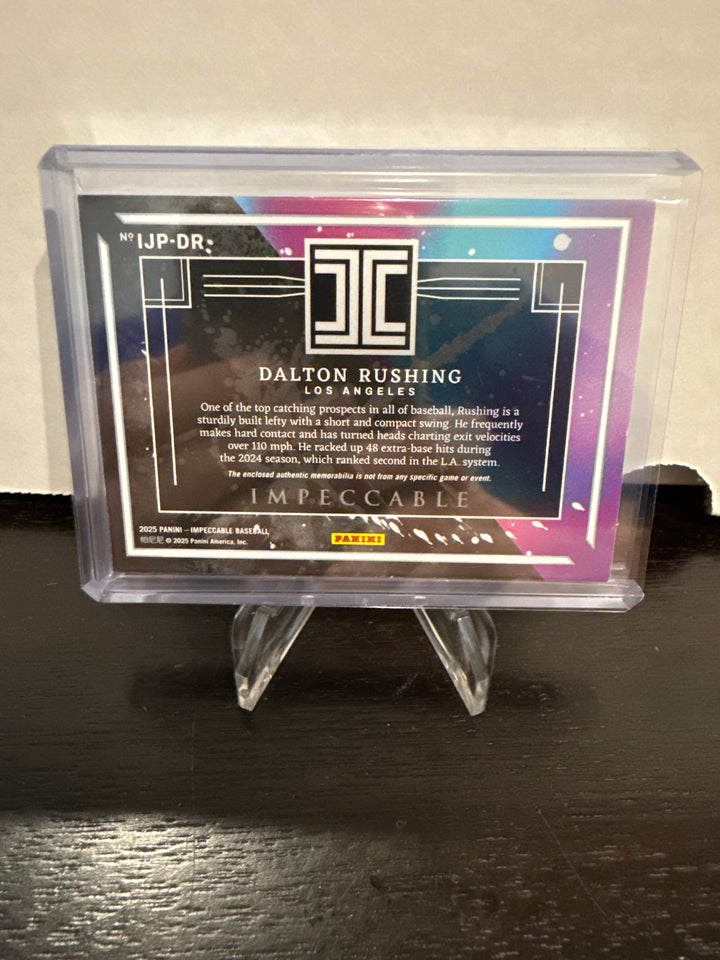 Nº IJP-DR
DALTON RUSHING
LOS ANGELES
One of the top catching prospects in all of baseball, Rushing is a
sturdily built lefty with a short and compact swing. He frequently
makes hard contact and has turned heads charting exit velocities
over 110 mph. He racked up 48 extra-base hits during
the 2024 season, which ranked second in the L.A. system.
The enclosed authentic memorabilia is not from any specific game or event.
IMPECCABLE
2025 PANINI – IMPECCABLE BASEBALL
帕尼尼 © 2025 Panini America, Inc.
PANINI